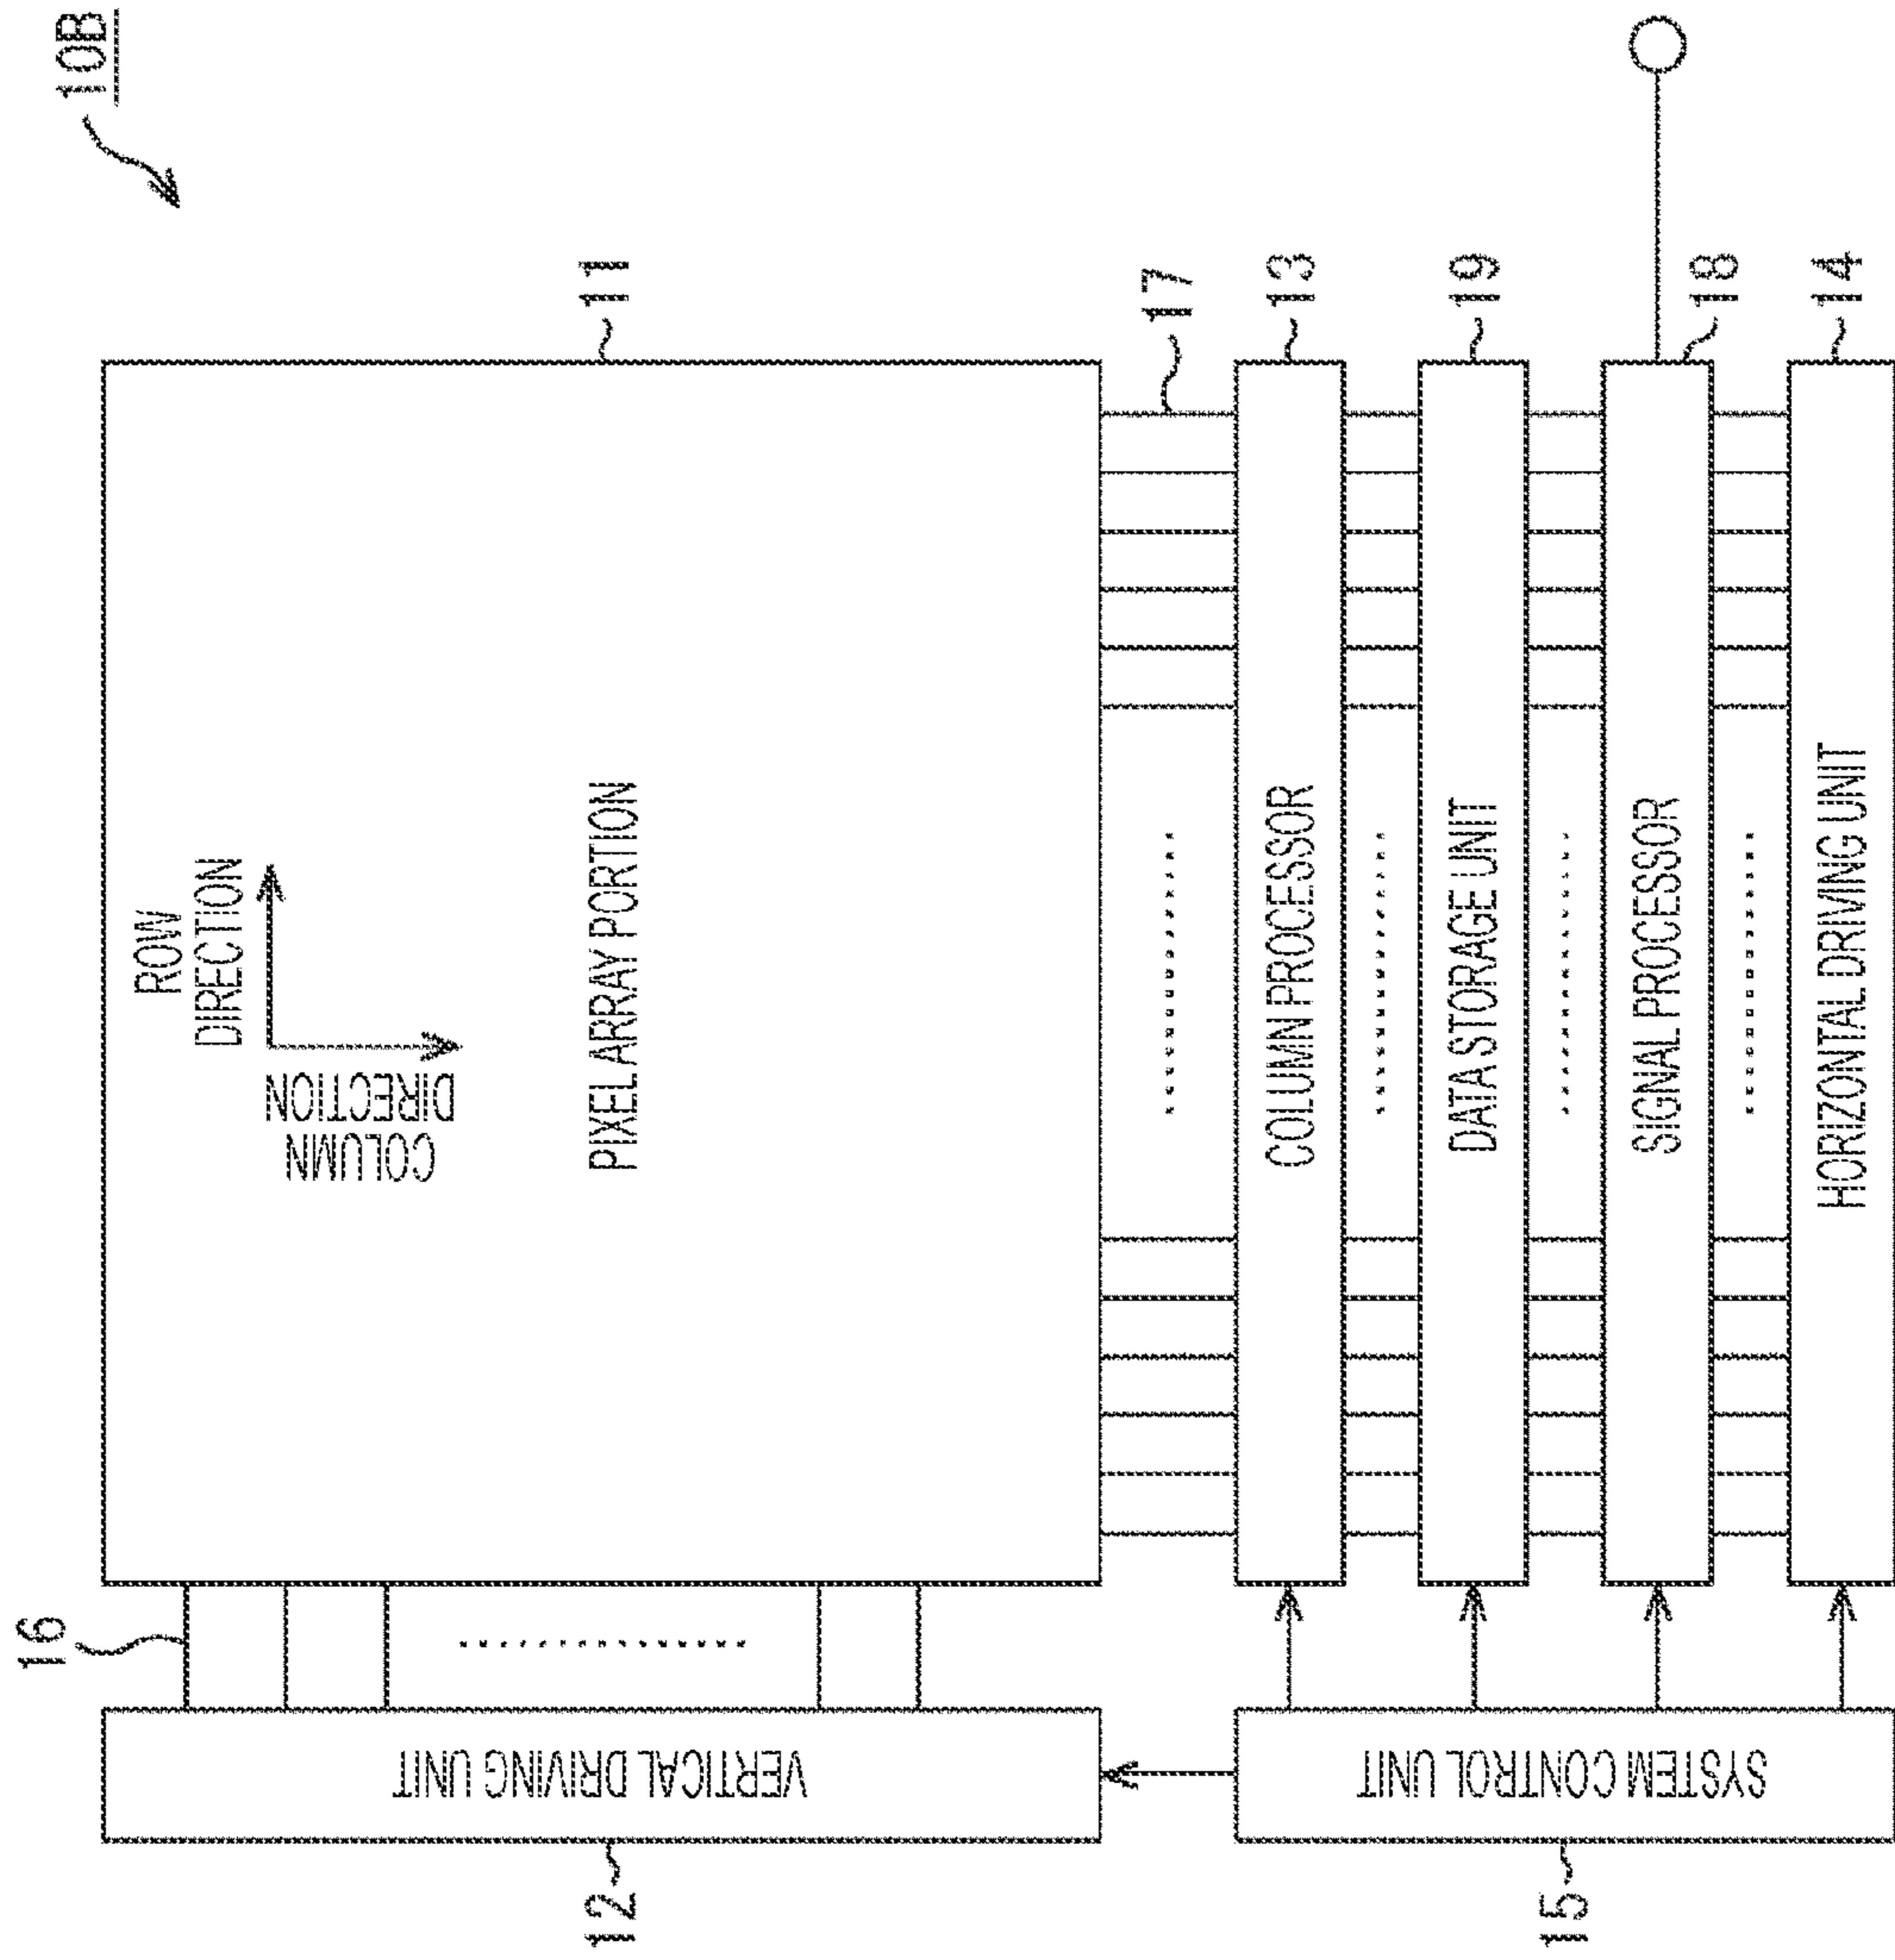 10B
ROW
DIRECTION
COLUMN
DIRECTION
PIXEL ARRAY PORTION
11
16
VERTICAL DRIVING UNIT
12
17
COLUMN PROCESSOR
13
DATA STORAGE UNIT
19
SIGNAL PROCESSOR
18
HORIZONTAL DRIVING UNIT
14
SYSTEM CONTROL UNIT
15